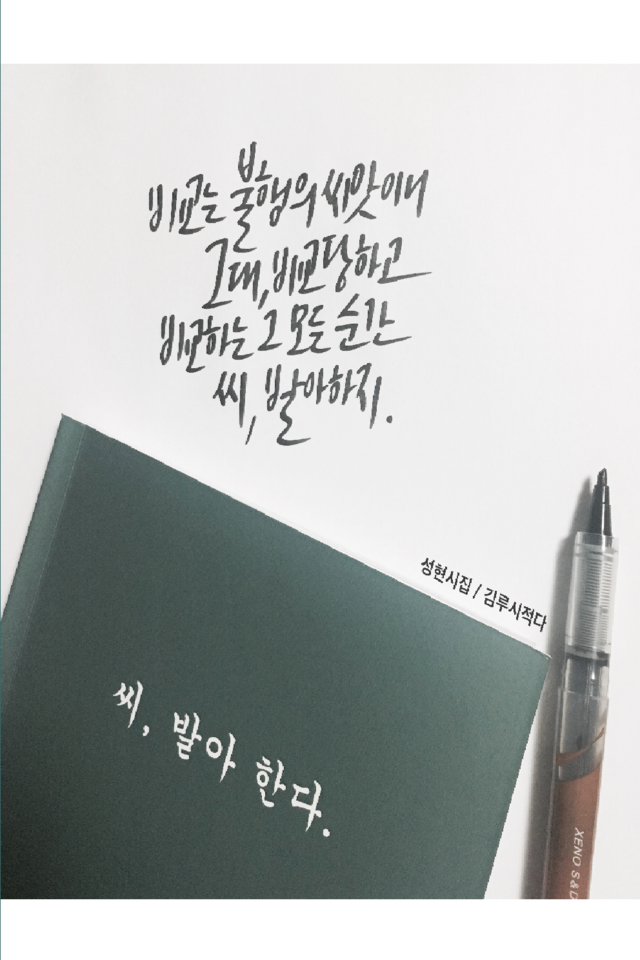 비교는 불행의 씨앗이니
그대, 비교당하고
비교하는 그 모든 순간
씨, 발아하지.
성현시집 / 김루시적다
씨, 발아 한다.
XENO S & D